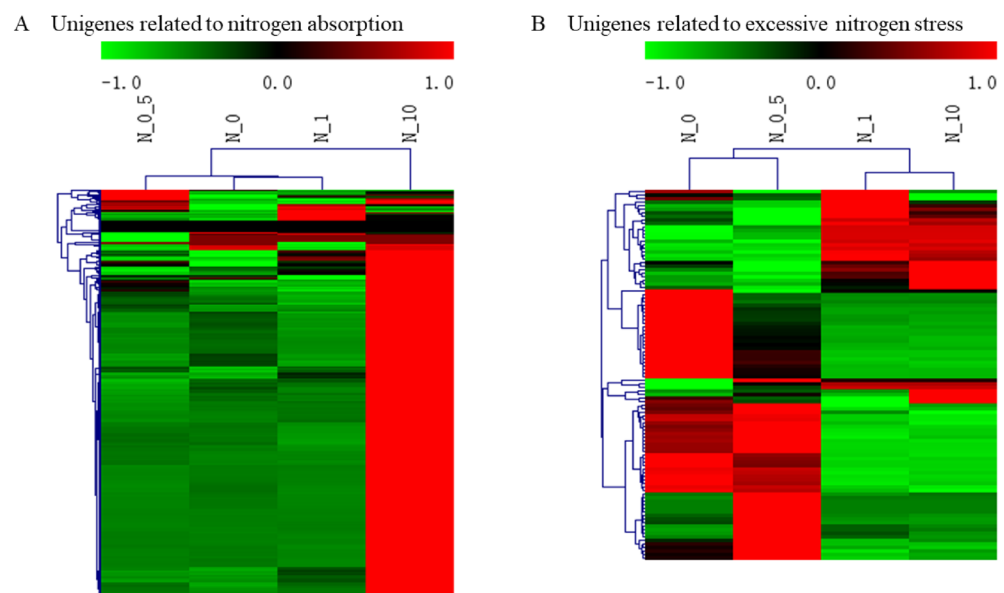 A Unigenes related to nitrogen absorption
-1.0 0.0 1.0
N_0_5 N_0 N_1 N_10
B Unigenes related to excessive nitrogen stress
-1.0 0.0 1.0
N_0 N_0_5 N_1 N_10